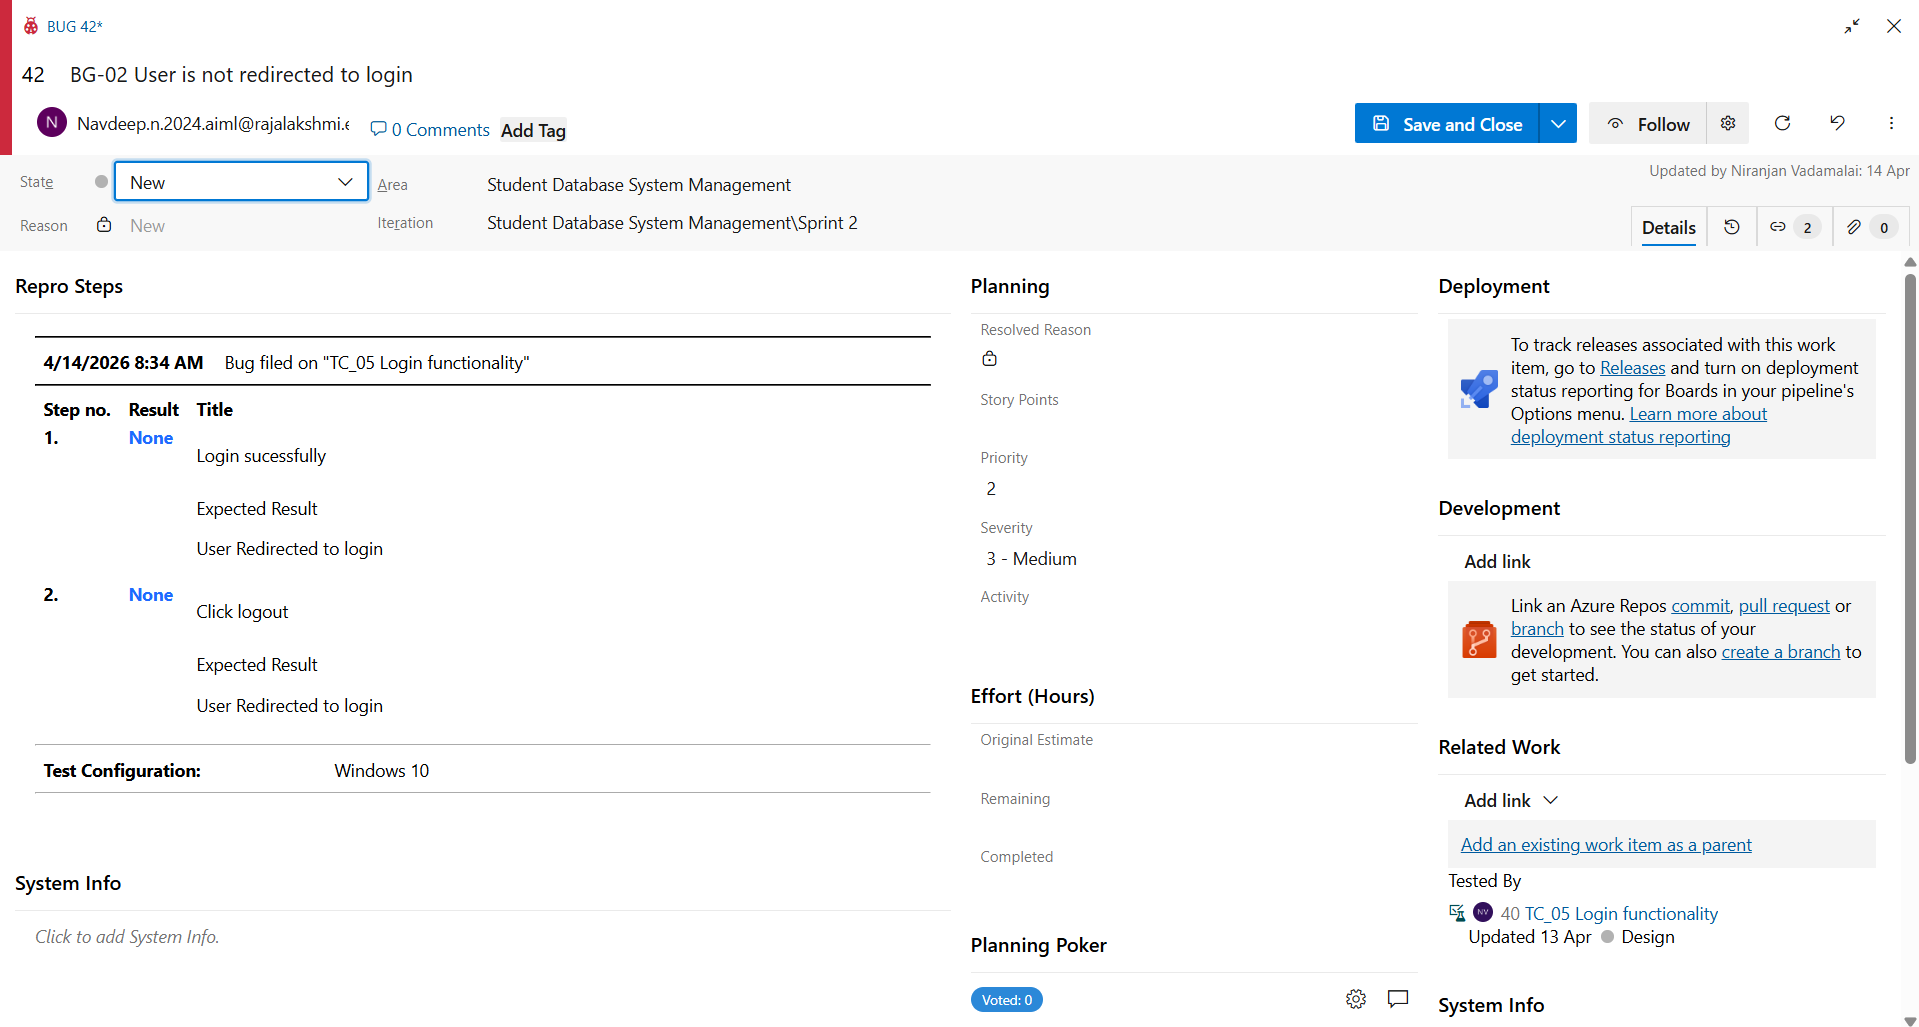 BUG 42*
42 BG-02 User is not redirected to login
N Navdeep.n.2024.aiml@rajalakshmi.e
0 Comments
Add Tag
Save and Close
Follow
State
New
Area
Student Database System Management
Updated by Niranjan Vadamalai: 14 Apr
Reason
New
Iteration
Student Database System Management\Sprint 2
Details
2
0
Repro Steps
4/14/2026 8:34 AM Bug filed on "TC_05 Login functionality"
Step no. Result Title
1. None
Login sucessfully
Expected Result
User Redirected to login
2. None
Click logout
Expected Result
User Redirected to login
Test Configuration: Windows 10
System Info
Click to add System Info.
Planning
Resolved Reason
Story Points
Priority
2
Severity
3 - Medium
Activity
Effort (Hours)
Original Estimate
Remaining
Completed
Planning Poker
Voted: 0
Deployment
To track releases associated with this work
item, go to Releases and turn on deployment
status reporting for Boards in your pipeline's
Options menu. Learn more about
deployment status reporting
Development
Add link
Link an Azure Repos commit, pull request or
branch to see the status of your
development. You can also create a branch to
get started.
Related Work
Add link
Add an existing work item as a parent
Tested By
NV 40 TC_05 Login functionality
Updated 13 Apr Design
System Info